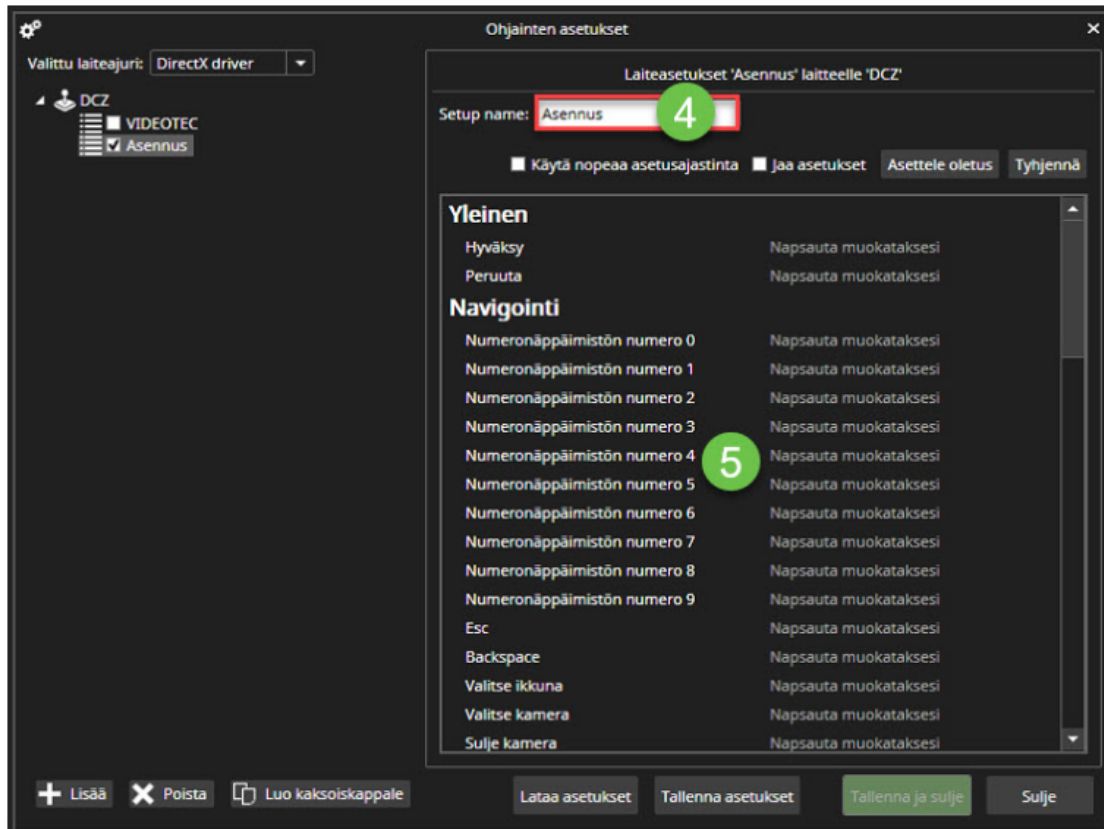 Ohjainten asetukset
Valittu laiteajuri: DirectX driver
DCZ
VIDEOTEC
Asennus
Laiteasetukset 'Asennus' laitteelle 'DCZ'
Setup name: Asennus 4
Käytä nopeaa asetusajastinta Jaa asetukset Asettele oletus Tyhjennä
Yleinen
Hyväksy Napsauta muokataksesi
Peruuta Napsauta muokataksesi
Navigointi
Numeronäppäimistön numero 0 Napsauta muokataksesi
Numeronäppäimistön numero 1 Napsauta muokataksesi
Numeronäppäimistön numero 2 Napsauta muokataksesi
Numeronäppäimistön numero 3 Napsauta muokataksesi
Numeronäppäimistön numero 4 Napsauta muokataksesi
5
Numeronäppäimistön numero 5 Napsauta muokataksesi
Numeronäppäimistön numero 6 Napsauta muokataksesi
Numeronäppäimistön numero 7 Napsauta muokataksesi
Numeronäppäimistön numero 8 Napsauta muokataksesi
Numeronäppäimistön numero 9 Napsauta muokataksesi
Esc Napsauta muokataksesi
Backspace Napsauta muokataksesi
Valitse ikkuna Napsauta muokataksesi
Valitse kamera Napsauta muokataksesi
Sulje kamera Napsauta muokataksesi
Lisää Poista Luo kaksoiskappale Lataa asetukset Tallenna asetukset Tallenna ja sulje Sulje